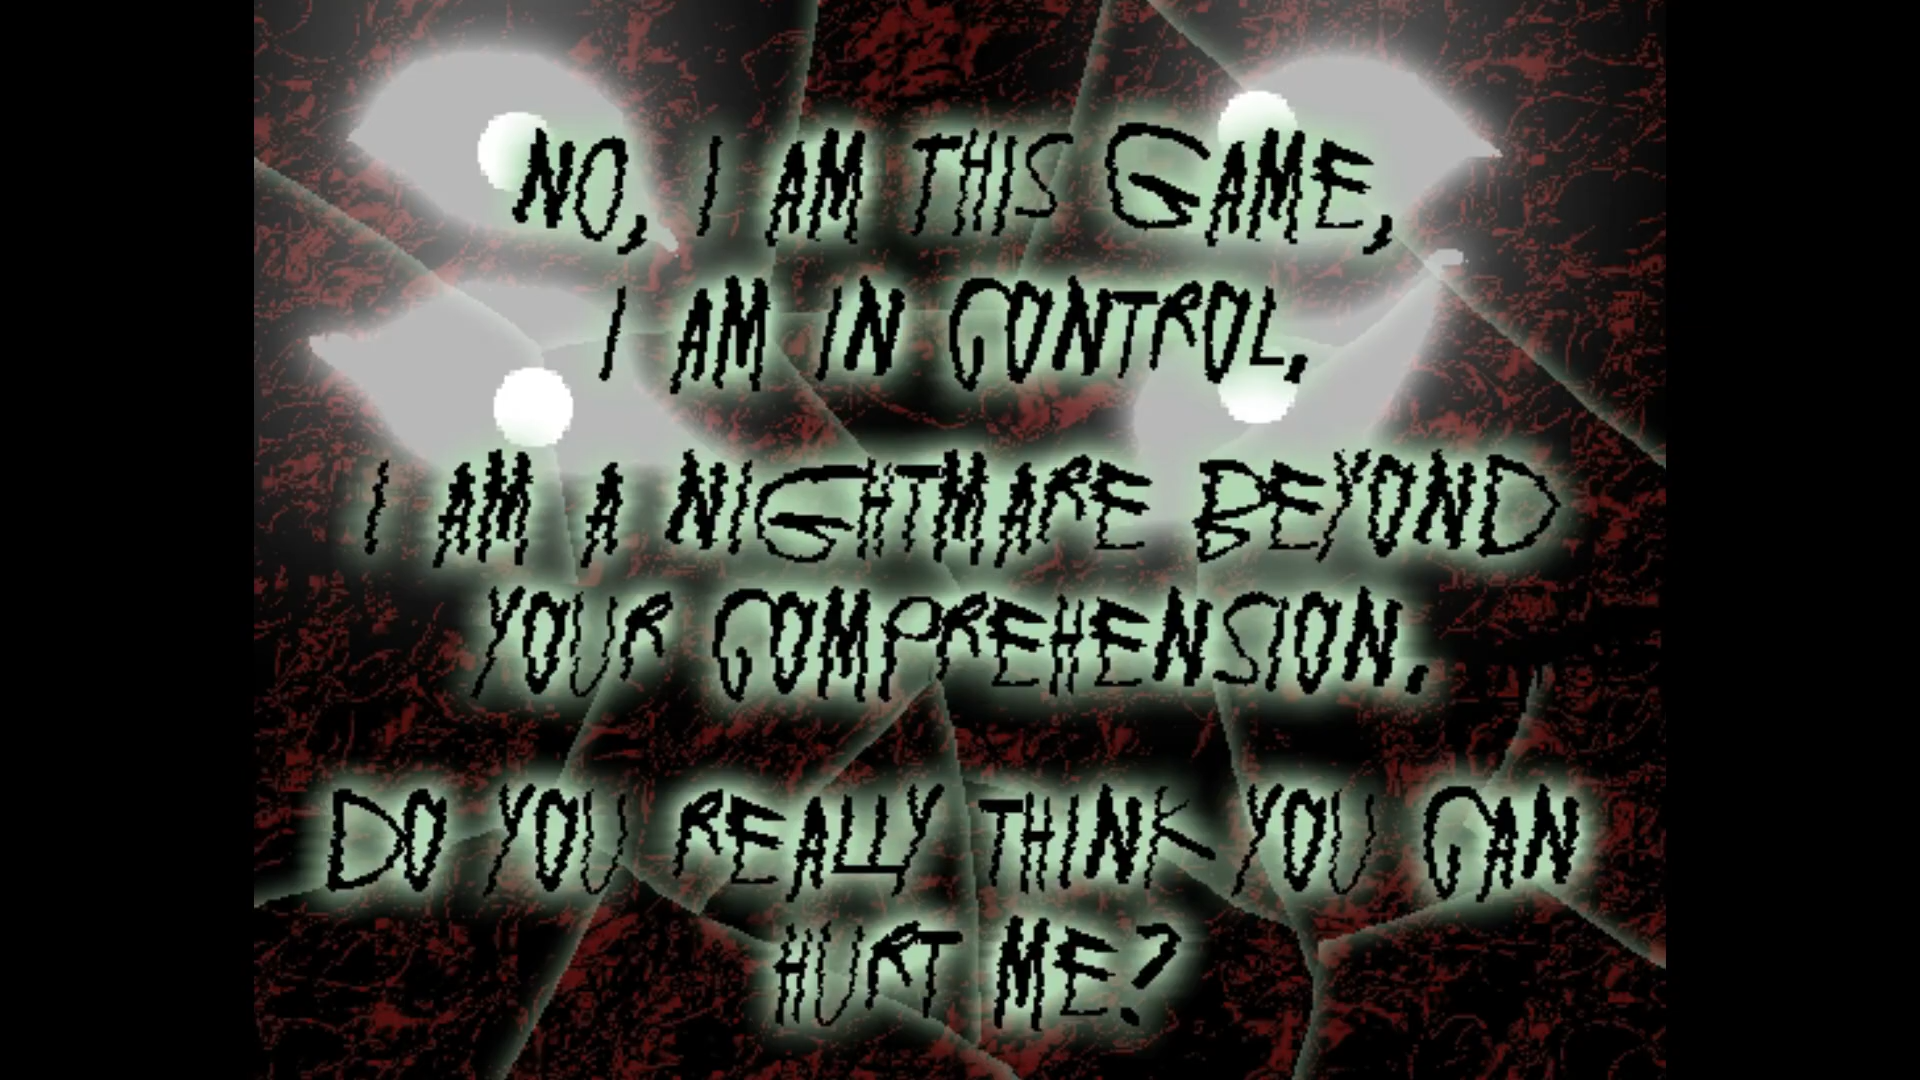 NO, I AM THIS GAME,
I AM IN CONTROL,
I AM A NIGHTMARE BEYOND
YOUR COMPREHENSION.
DO YOU REALLY THINK YOU CAN
HURT ME?